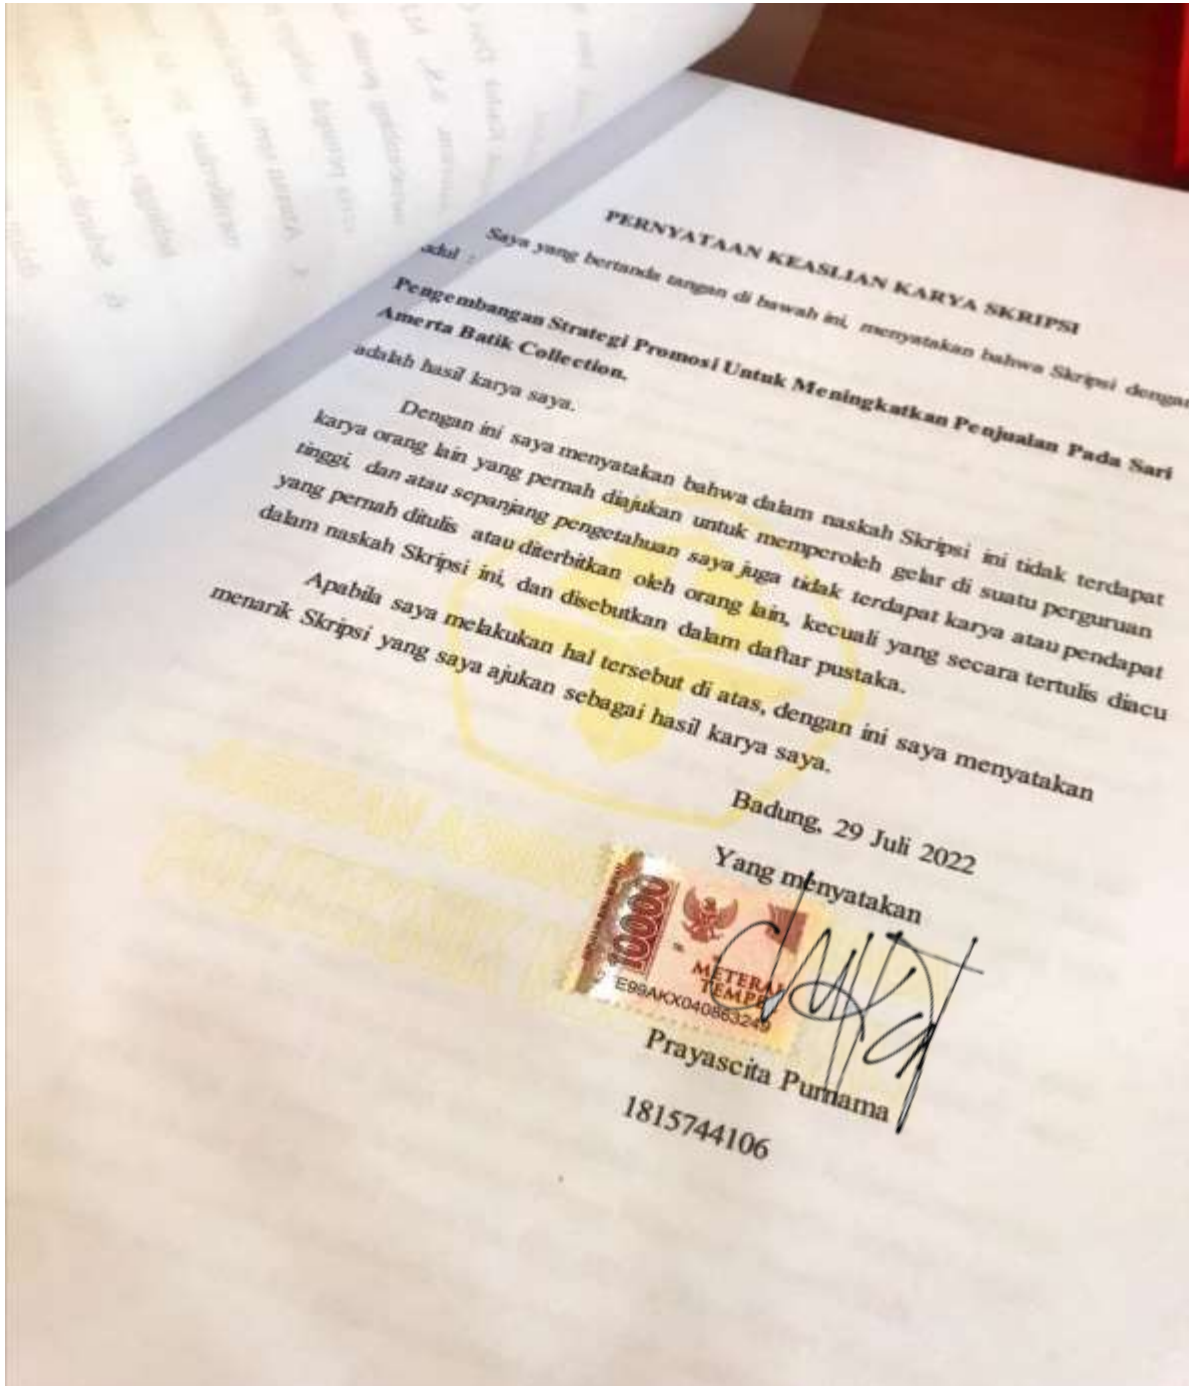 PERNYATAAN KEASLIAN KARYA SKRIPSI
Saya yang bertanda tangan di bawah ini, menyatakan bahwa Skripsi dengan
judul :
Pengembangan Strategi Promosi Untuk Meningkatkan Penjualan Pada Sari
Amerta Batik Collection.
adalah hasil karya saya.
Dengan ini saya menyatakan bahwa dalam naskah Skripsi ini tidak terdapat
karya orang lain yang pernah diajukan untuk memperoleh gelar di suatu perguruan
tinggi, dan atau sepanjang pengetahuan saya juga tidak terdapat karya atau pendapat
yang pernah ditulis atau diterbitkan oleh orang lain, kecuali yang secara tertulis diacu
dalam naskah Skripsi ini, dan disebutkan dalam daftar pustaka.
Apabila saya melakukan hal tersebut di atas, dengan ini saya menyatakan
menarik Skripsi yang saya ajukan sebagai hasil karya saya.
Badung, 29 Juli 2022
Yang menyatakan
10000
METERAI
TEMPEL
E99AKX040863249
Prayascita Purnama
1815744106